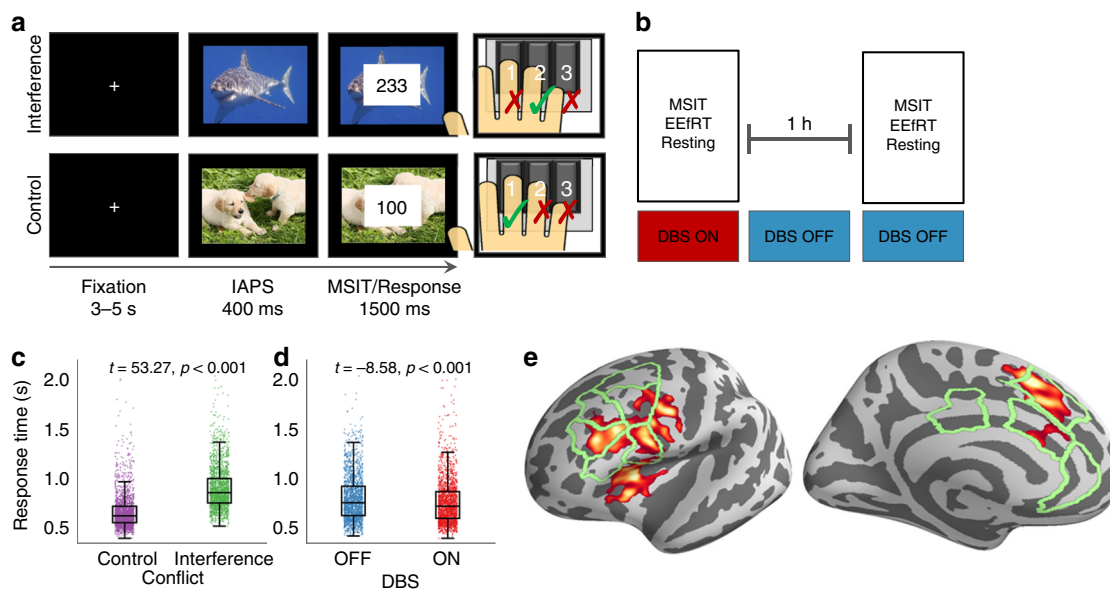 a
Interference
+
233
1 2 3
✗ ✓ ✗
Control
+
100
1 2 3
✓ ✗ ✗
Fixation
3–5 s
IAPS
400 ms
MSIT/Response
1500 ms
b
MSIT
EEfRT
Resting
1 h
MSIT
EEfRT
Resting
DBS ON
DBS OFF
DBS OFF
c
t = 53.27, p < 0.001
Response time (s)
2.0
1.5
1.0
0.5
Control
Interference
Conflict
d
t = –8.58, p < 0.001
2.0
1.5
1.0
0.5
OFF
ON
DBS
e